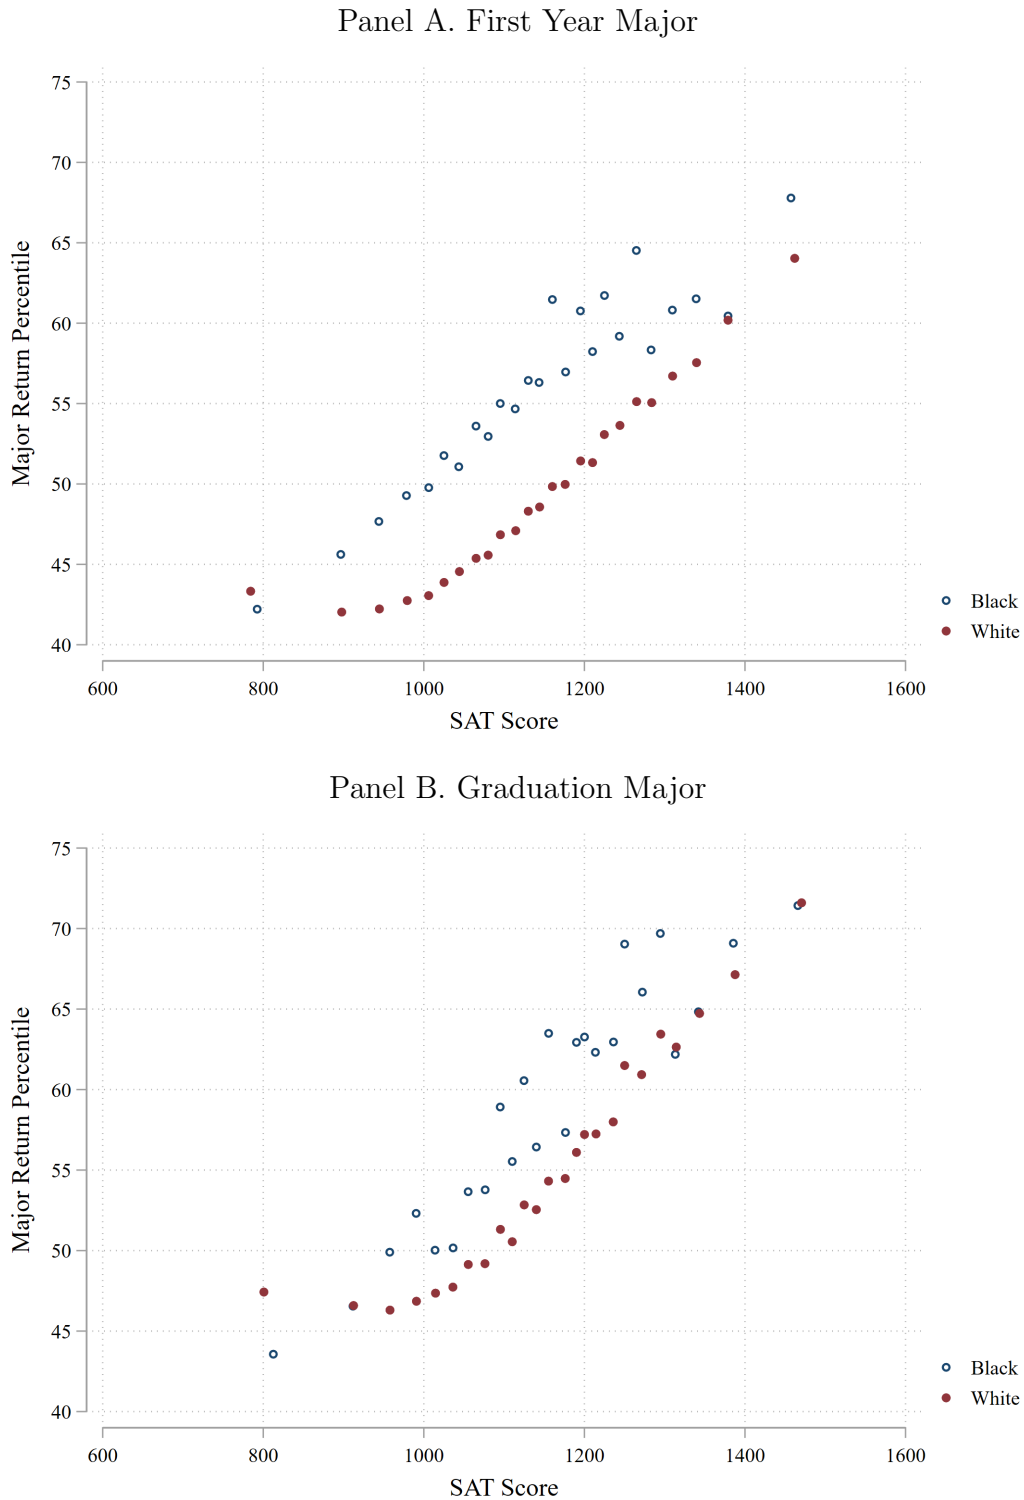 Panel A. First Year Major
75
70
65
60
55
50
45
40
Major Return Percentile
600 800 1000 1200 1400 1600
SAT Score
Black
White
Panel B. Graduation Major
75
70
65
60
55
50
45
40
Major Return Percentile
600 800 1000 1200 1400 1600
SAT Score
Black
White